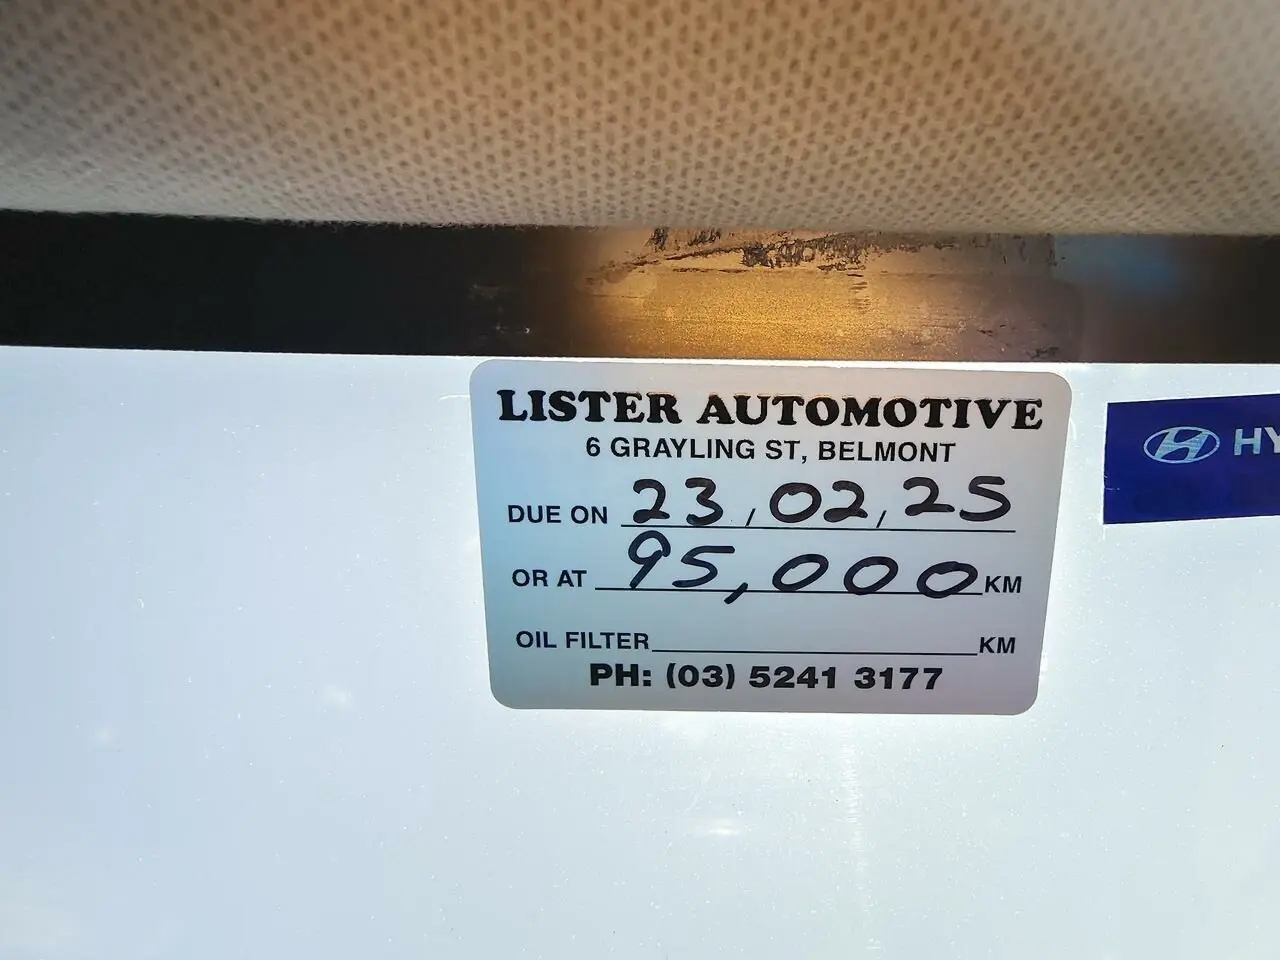 LISTER AUTOMOTIVE
6 GRAYLING ST, BELMONT
DUE ON 23/02/25
OR AT 95,000 KM
OIL FILTER KM
PH: (03) 5241 3177
HY